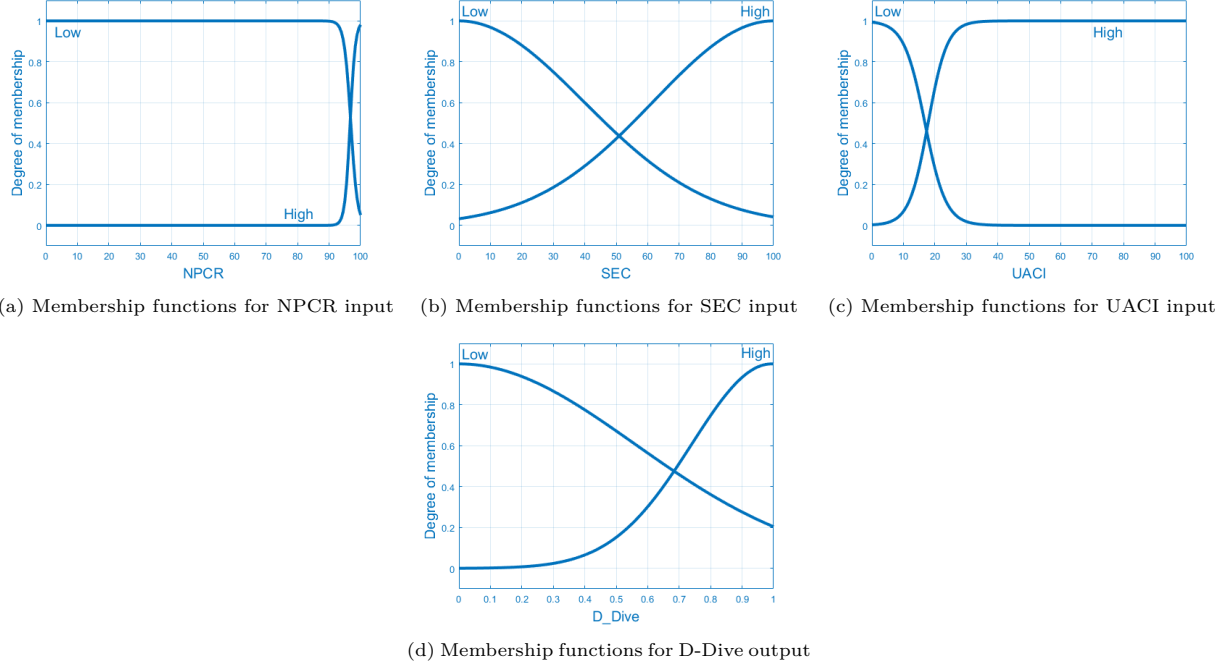 Low
High
Degree of membership
1
0.8
0.6
0.4
0.2
0
0 10 20 30 40 50 60 70 80 90 100
NPCR
(a) Membership functions for NPCR input
Low High
Degree of membership
1
0.8
0.6
0.4
0.2
0
0 10 20 30 40 50 60 70 80 90 100
SEC
(b) Membership functions for SEC input
Low
High
Degree of membership
1
0.8
0.6
0.4
0.2
0
0 10 20 30 40 50 60 70 80 90 100
UACI
(c) Membership functions for UACI input
Low High
Degree of membership
1
0.8
0.6
0.4
0.2
0
0 0.1 0.2 0.3 0.4 0.5 0.6 0.7 0.8 0.9 1
D_Dive
(d) Membership functions for D-Dive output